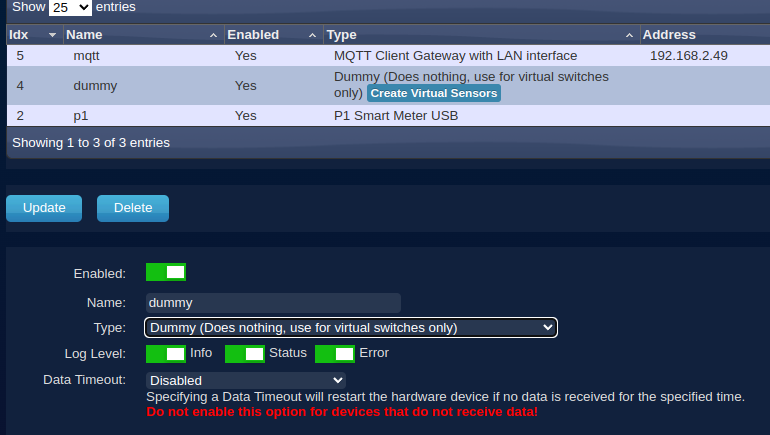 Show 25 entries
Idx Name Enabled Type Address
5 mqtt Yes MQTT Client Gateway with LAN interface 192.168.2.49
4 dummy Yes Dummy (Does nothing, use for virtual switches
only) Create Virtual Sensors
2 p1 Yes P1 Smart Meter USB
Showing 1 to 3 of 3 entries
Update Delete
Enabled:
Name: dummy
Type: Dummy (Does nothing, use for virtual switches only)
Log Level: Info Status Error
Data Timeout: Disabled
Specifying a Data Timeout will restart the hardware device if no data is received for the specified time.
Do not enable this option for devices that do not receive data!